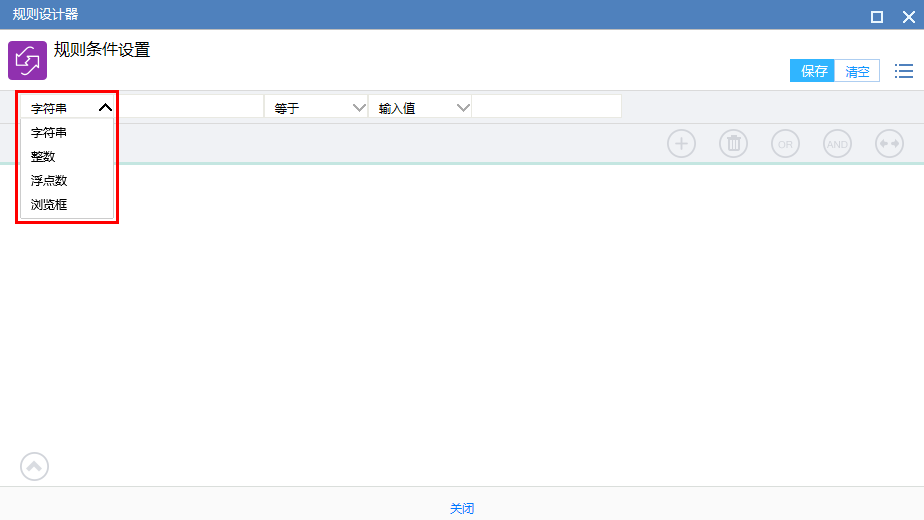 规则设计器
规则条件设置
保存 清空
字符串 等于 输入值
字符串
整数
浮点数
浏览框
OR AND
关闭